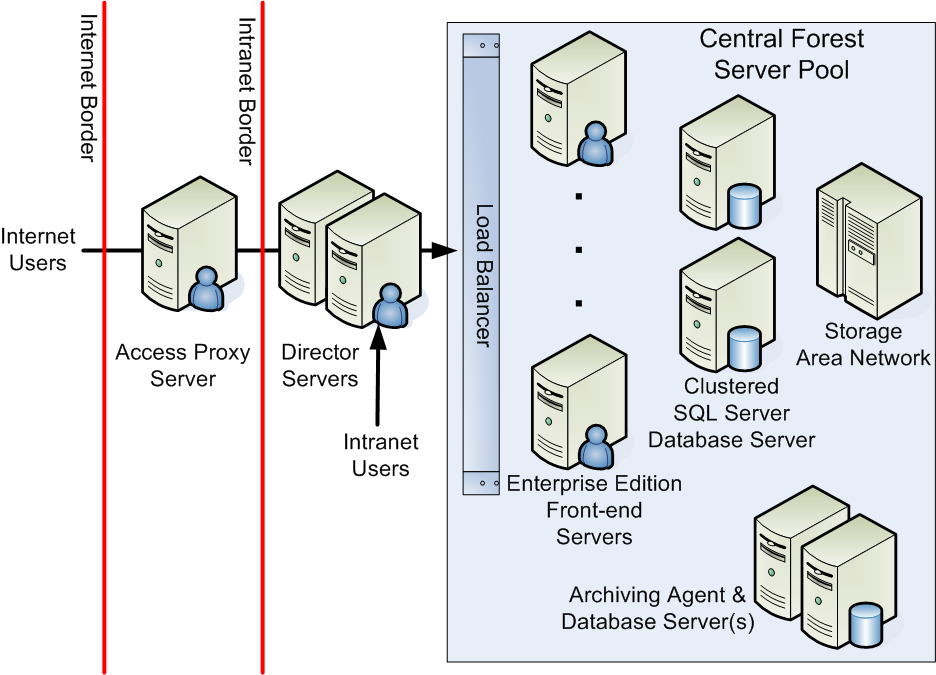 Internet Border
Intranet Border
Central Forest
Server Pool
Internet
Users
Access Proxy
Server
Director
Servers
Intranet
Users
Load Balancer
Enterprise Edition
Front-end
Servers
Clustered
SQL Server
Database Server
Storage
Area Network
Archiving Agent &
Database Server(s)